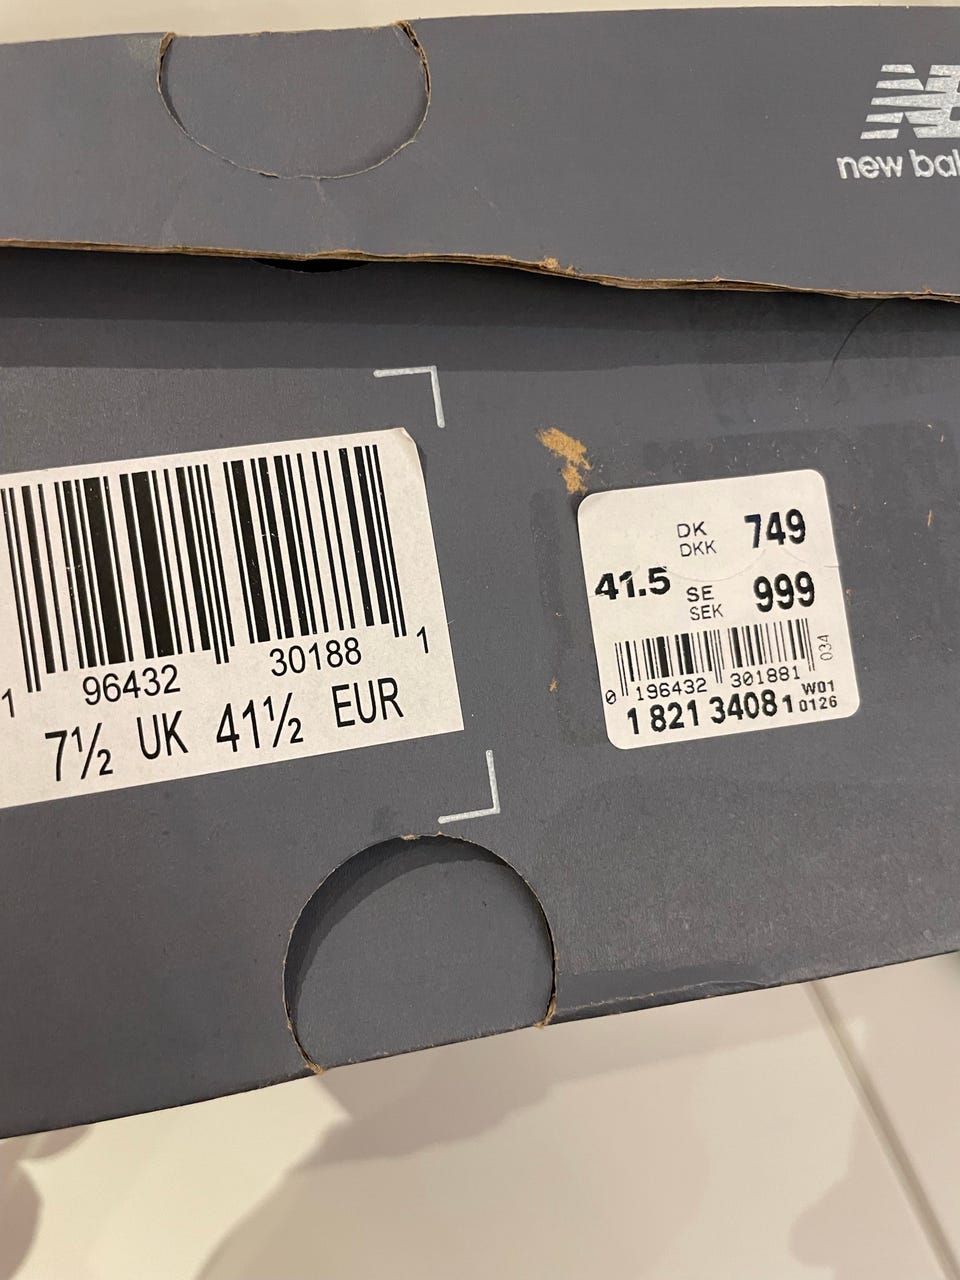 new bal
1 96432 30188 1
7½ UK 41½ EUR
DK 749
DKK
41.5
SE 999
SEK
034
0 196432 301881
1 821 3408 1 W01
0126